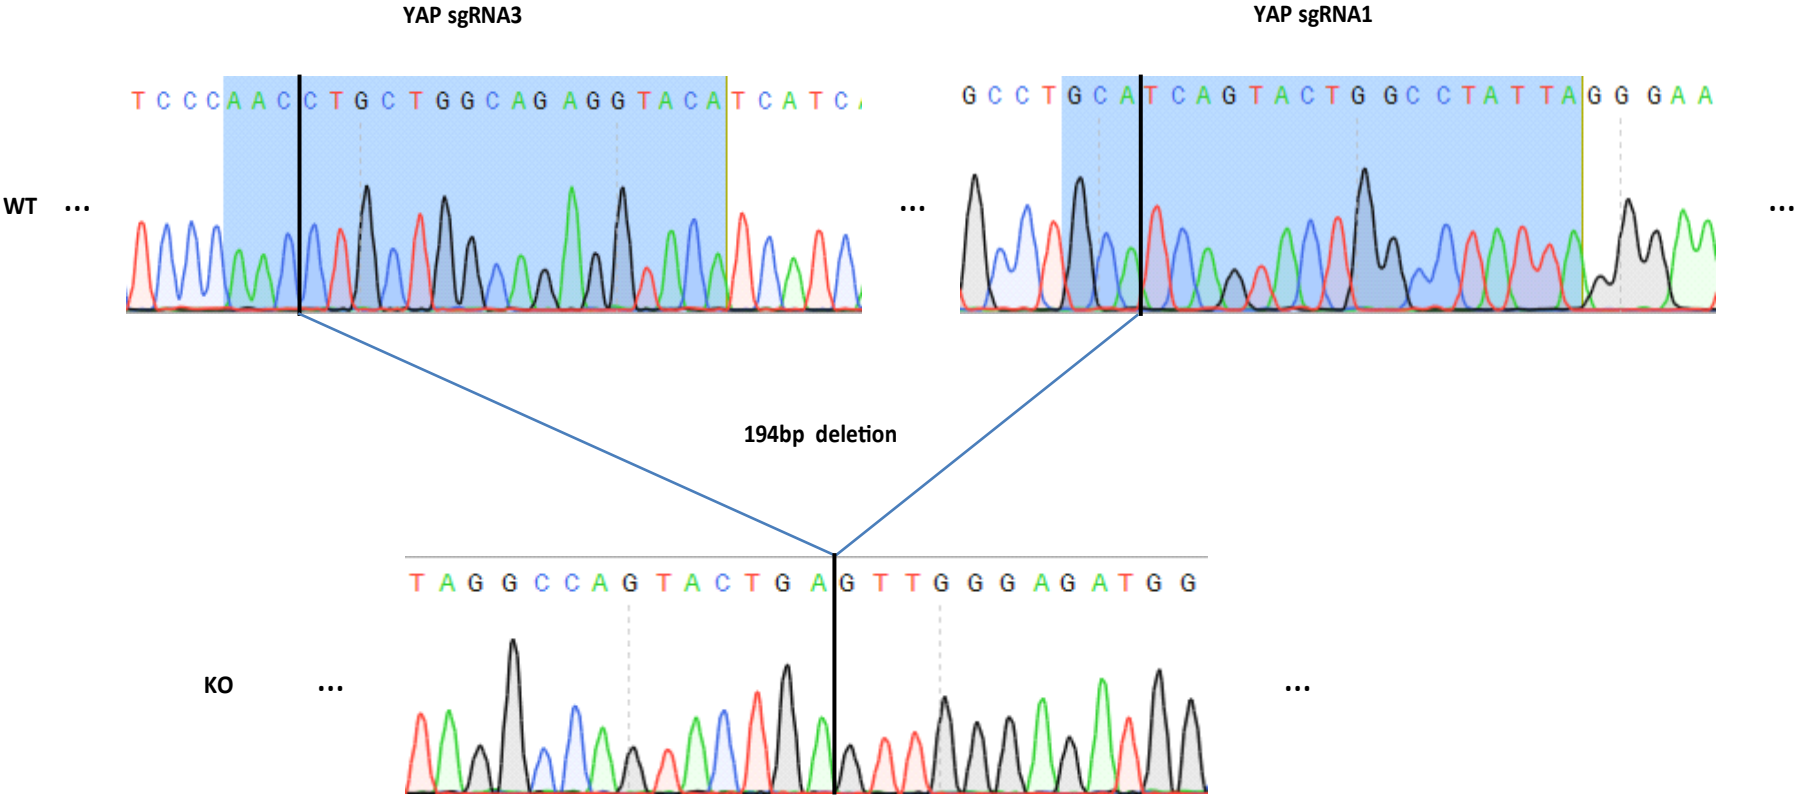 YAP sgRNA3
YAP sgRNA1
T C C C A A C C T G C T G G C A G A G G T A C A T C A T C
G C C T G C A T C A G T A C T G G C C T A T T A G G G A A
WT ... ... ...
194bp deletion
T A G G C C A G T A C T G A G T T G G G A G A T G G
KO ... ...